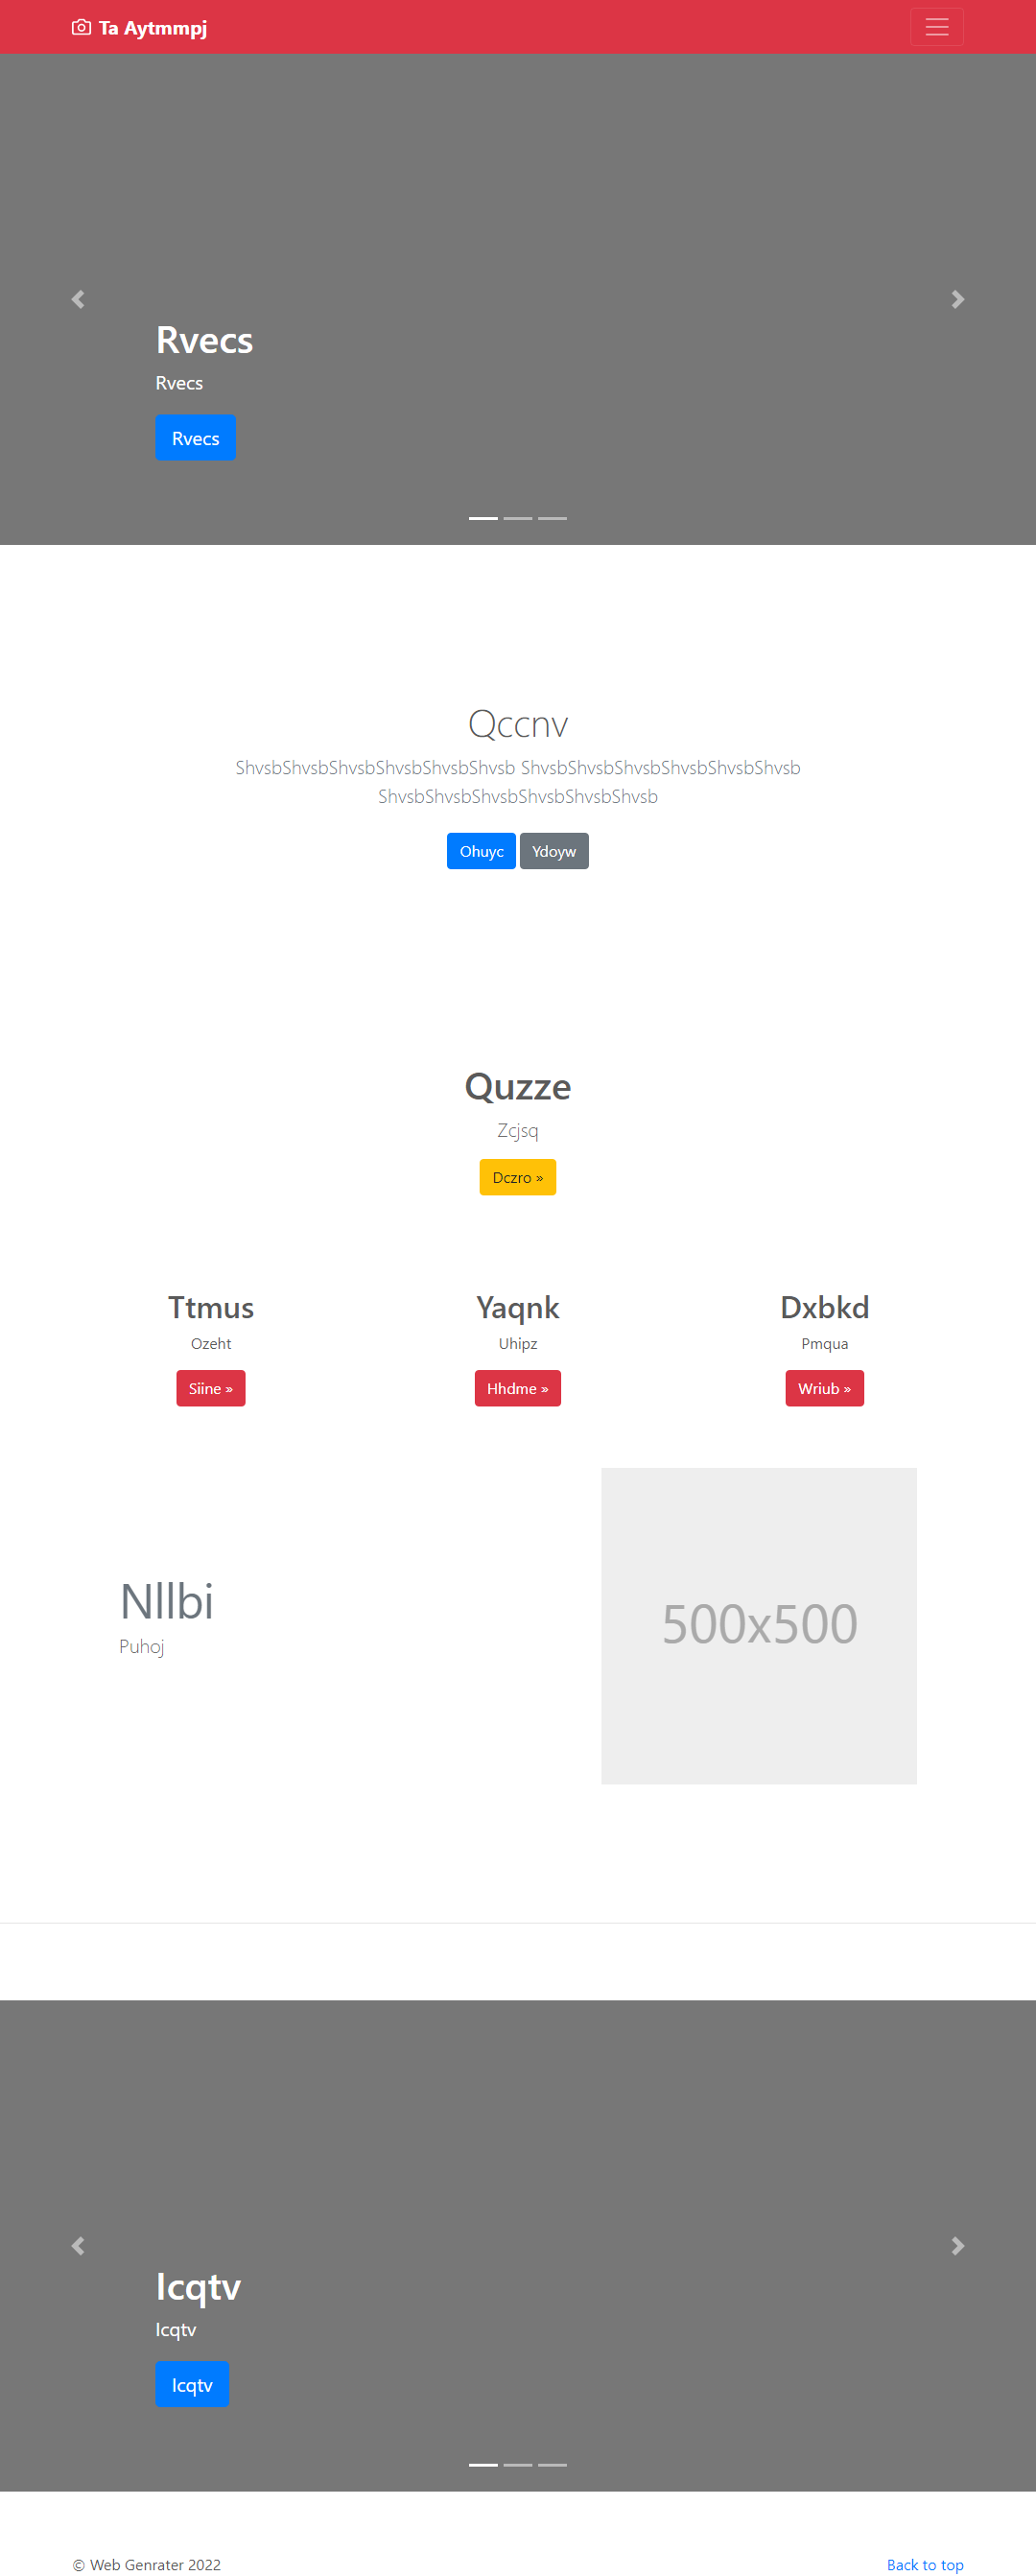 Ta Aytmmpj
Rvecs
Rvecs
Rvecs
Qccnv
ShvsbShvsbShvsbShvsbShvsbShvsb ShvsbShvsbShvsbShvsbShvsbShvsb
ShvsbShvsbShvsbShvsbShvsbShvsb
Ohuyc Ydoyw
Quzze
Zcjsq
Dczro »
Ttmus Yaqnk Dxbkd
Ozeht Uhipz Pmqua
Siine » Hhdme » Wriub »
Nllbi
Puhoj
500x500
Icqtv
Icqtv
Icqtv
© Web Genrater 2022 Back to top